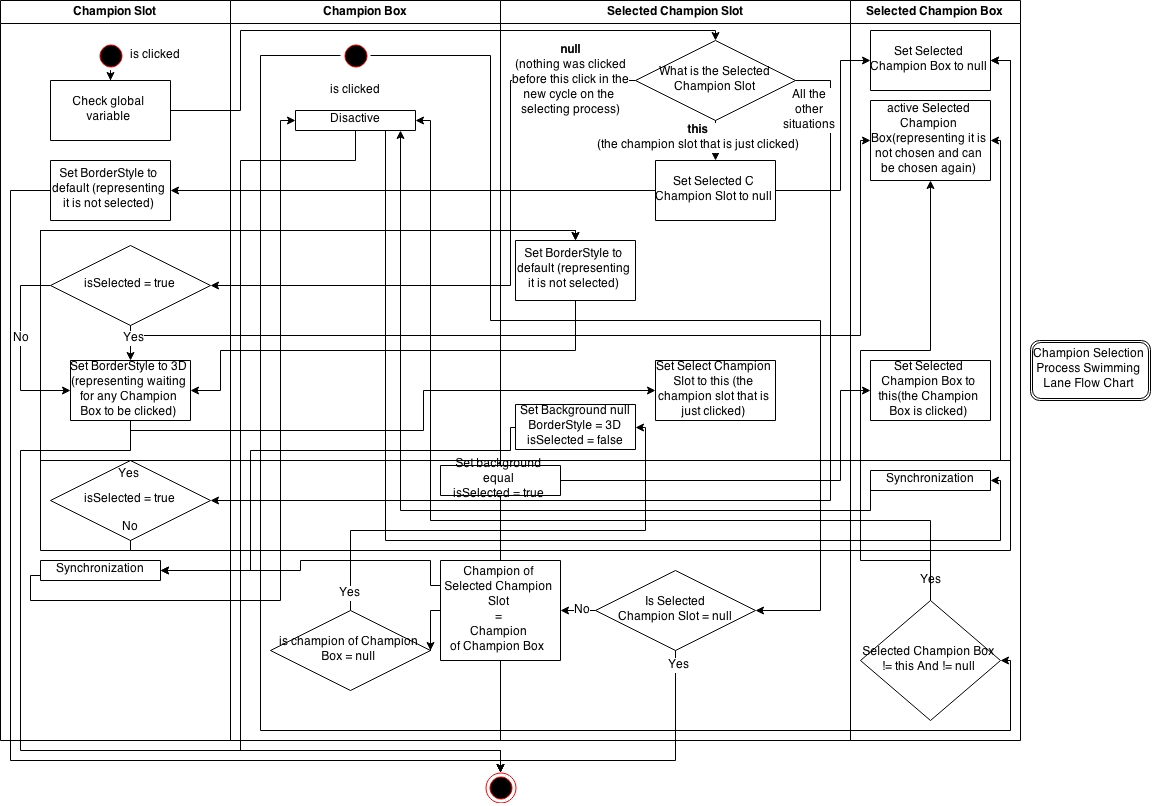 Champion Slot
Champion Box
Selected Champion Slot
Selected Champion Box
is clicked
Check global
variable
Set BorderStyle to
default (representing
it is not selected)
isSelected = true
No
Yes
Set BorderStyle to 3D
(representing waiting
for any Champion
Box to be clicked)
Yes
isSelected = true
No
Synchronization
is clicked
Disactive
Yes
is champion of Champion
Box = null
null
(nothing was clicked
before this click in the
new cycle on the
selecting process)
What is the Selected
Champion Slot
All the
other
situations
this
(the champion slot that is just clicked)
Set Selected C
Champion Slot to null
Set BorderStyle to
default (representing
it is not selected)
Set Select Champion
Slot to this (the
champion slot that is
just clicked)
Set Background null
BorderStyle = 3D
isSelected = false
Set background
equal
isSelected = true
Champion of
Selected Champion
Slot
=
Champion
of Champion Box
No
Is Selected
Champion Slot = null
Yes
Set Selected
Champion Box to null
active Selected
Champion
Box(representing it is
not chosen and can
be chosen again)
Set Selected
Champion Box to
this(the Champion
Box is clicked)
Synchronization
Yes
Selected Champion Box
!= this And != null
Champion Selection
Process Swimming
Lane Flow Chart